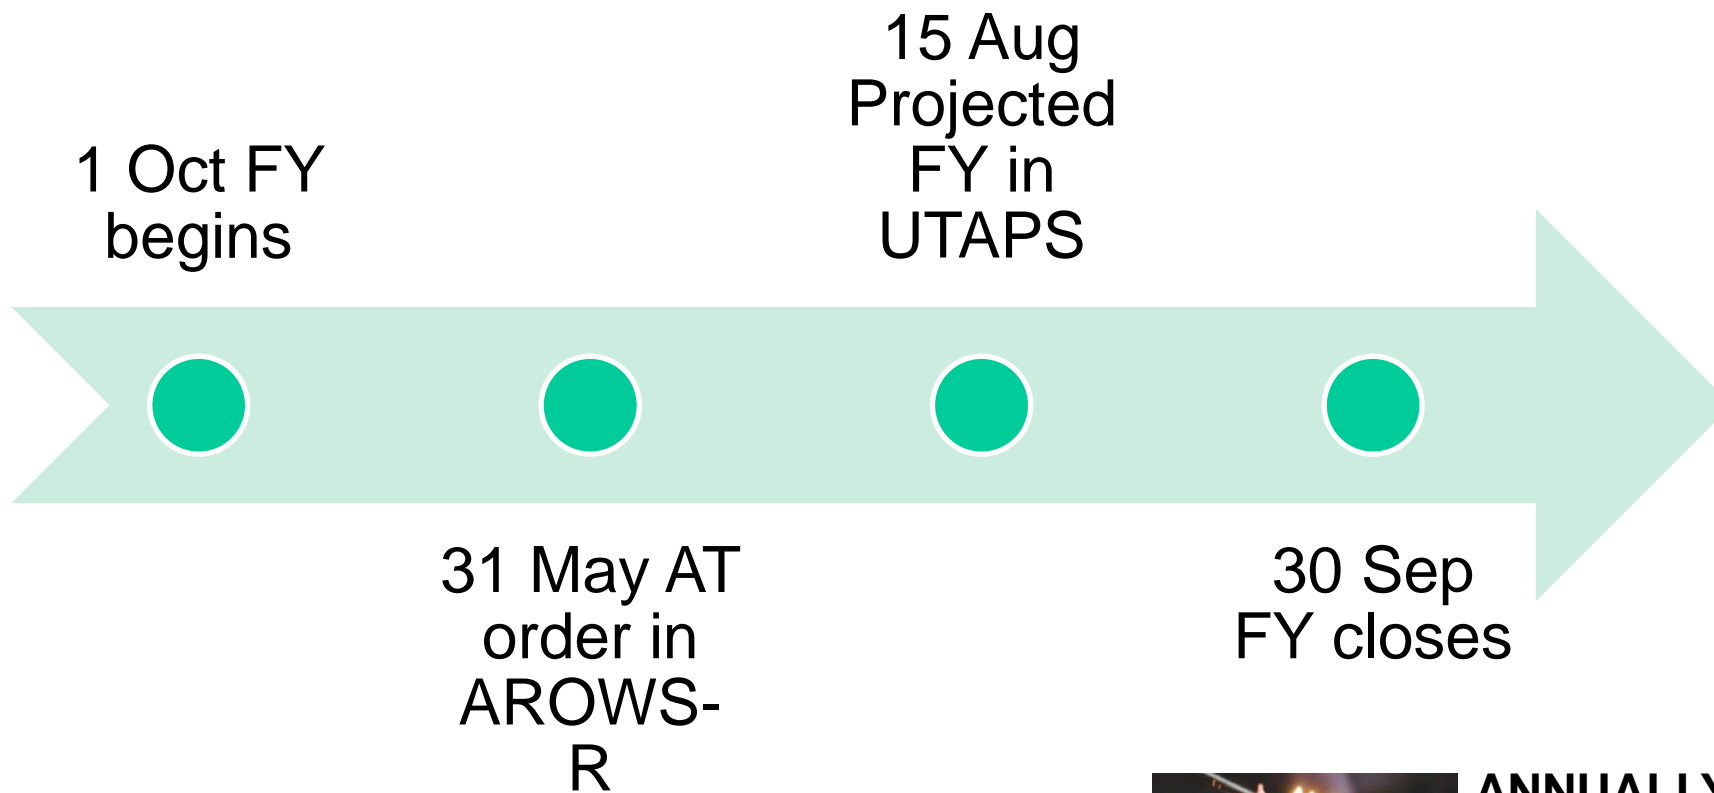 1 Oct FY
begins
31 May AT
order in
AROWS-
R
15 Aug
Projected
FY in
UTAPS
30 Sep
FY closes
ANNUALLY